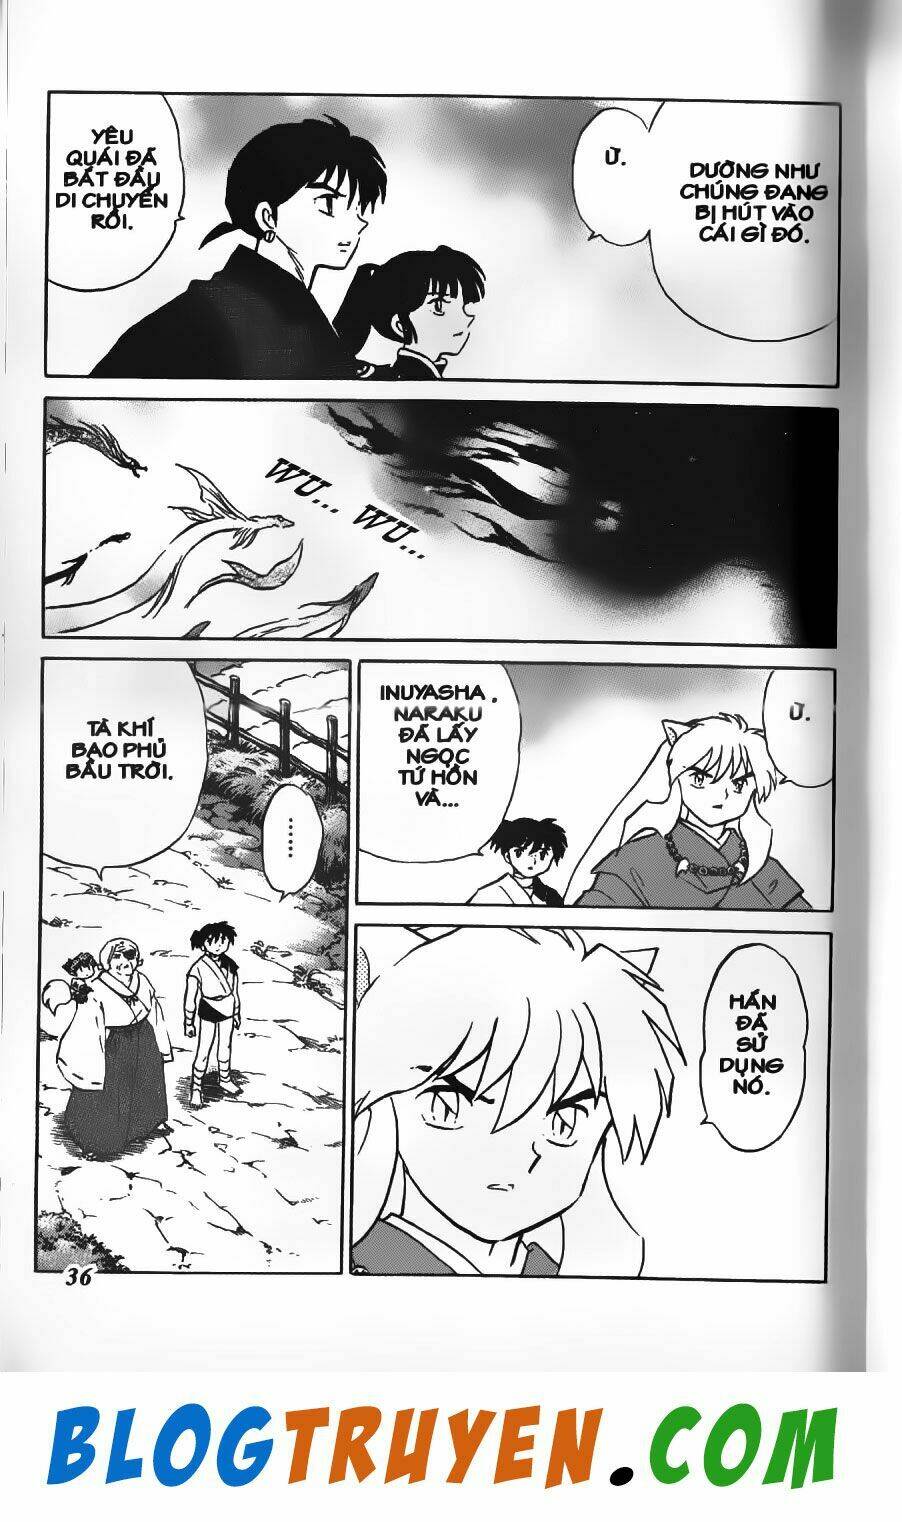 DƯỜNG NHƯ
CHÚNG ĐANG
BỊ HÚT VÀO
CÁI GÌ ĐÓ.
Ừ.
YÊU
QUÁI ĐÃ
BẮT ĐẦU
DI CHUYỂN
RỒI.
WU... WU...
Ừ.
INUYASHA,
NARAKU
ĐÃ LẤY
NGỌC
TỨ HỒN
VÀ...
TÀ KHÍ
BAO PHỦ
BẦU TRỜI.
......
HẮN
ĐÃ
SỬ
DỤNG
NÓ.
36
BLOGTRUYEN.COM